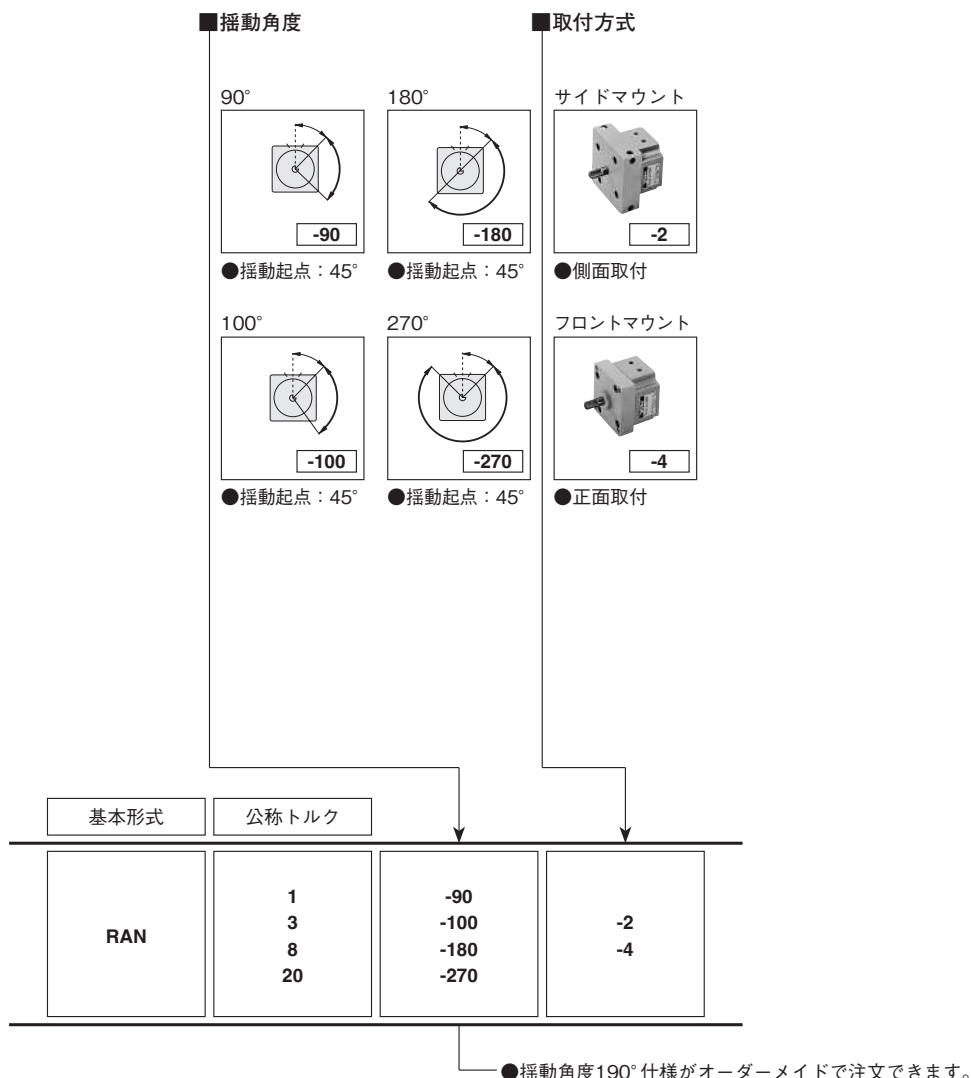 ■揺動角度
■取付方式
90°
180°
サイドマウント
-90
-180
-2
●揺動起点：45°
●揺動起点：45°
●側面取付
100°
270°
フロントマウント
-100
-270
-4
●揺動起点：45°
●揺動起点：45°
●正面取付
基本形式
公称トルク
RAN
1
3
8
20
-90
-100
-180
-270
-2
-4
●揺動角度190°仕様がオーダーメイドで注文できます。